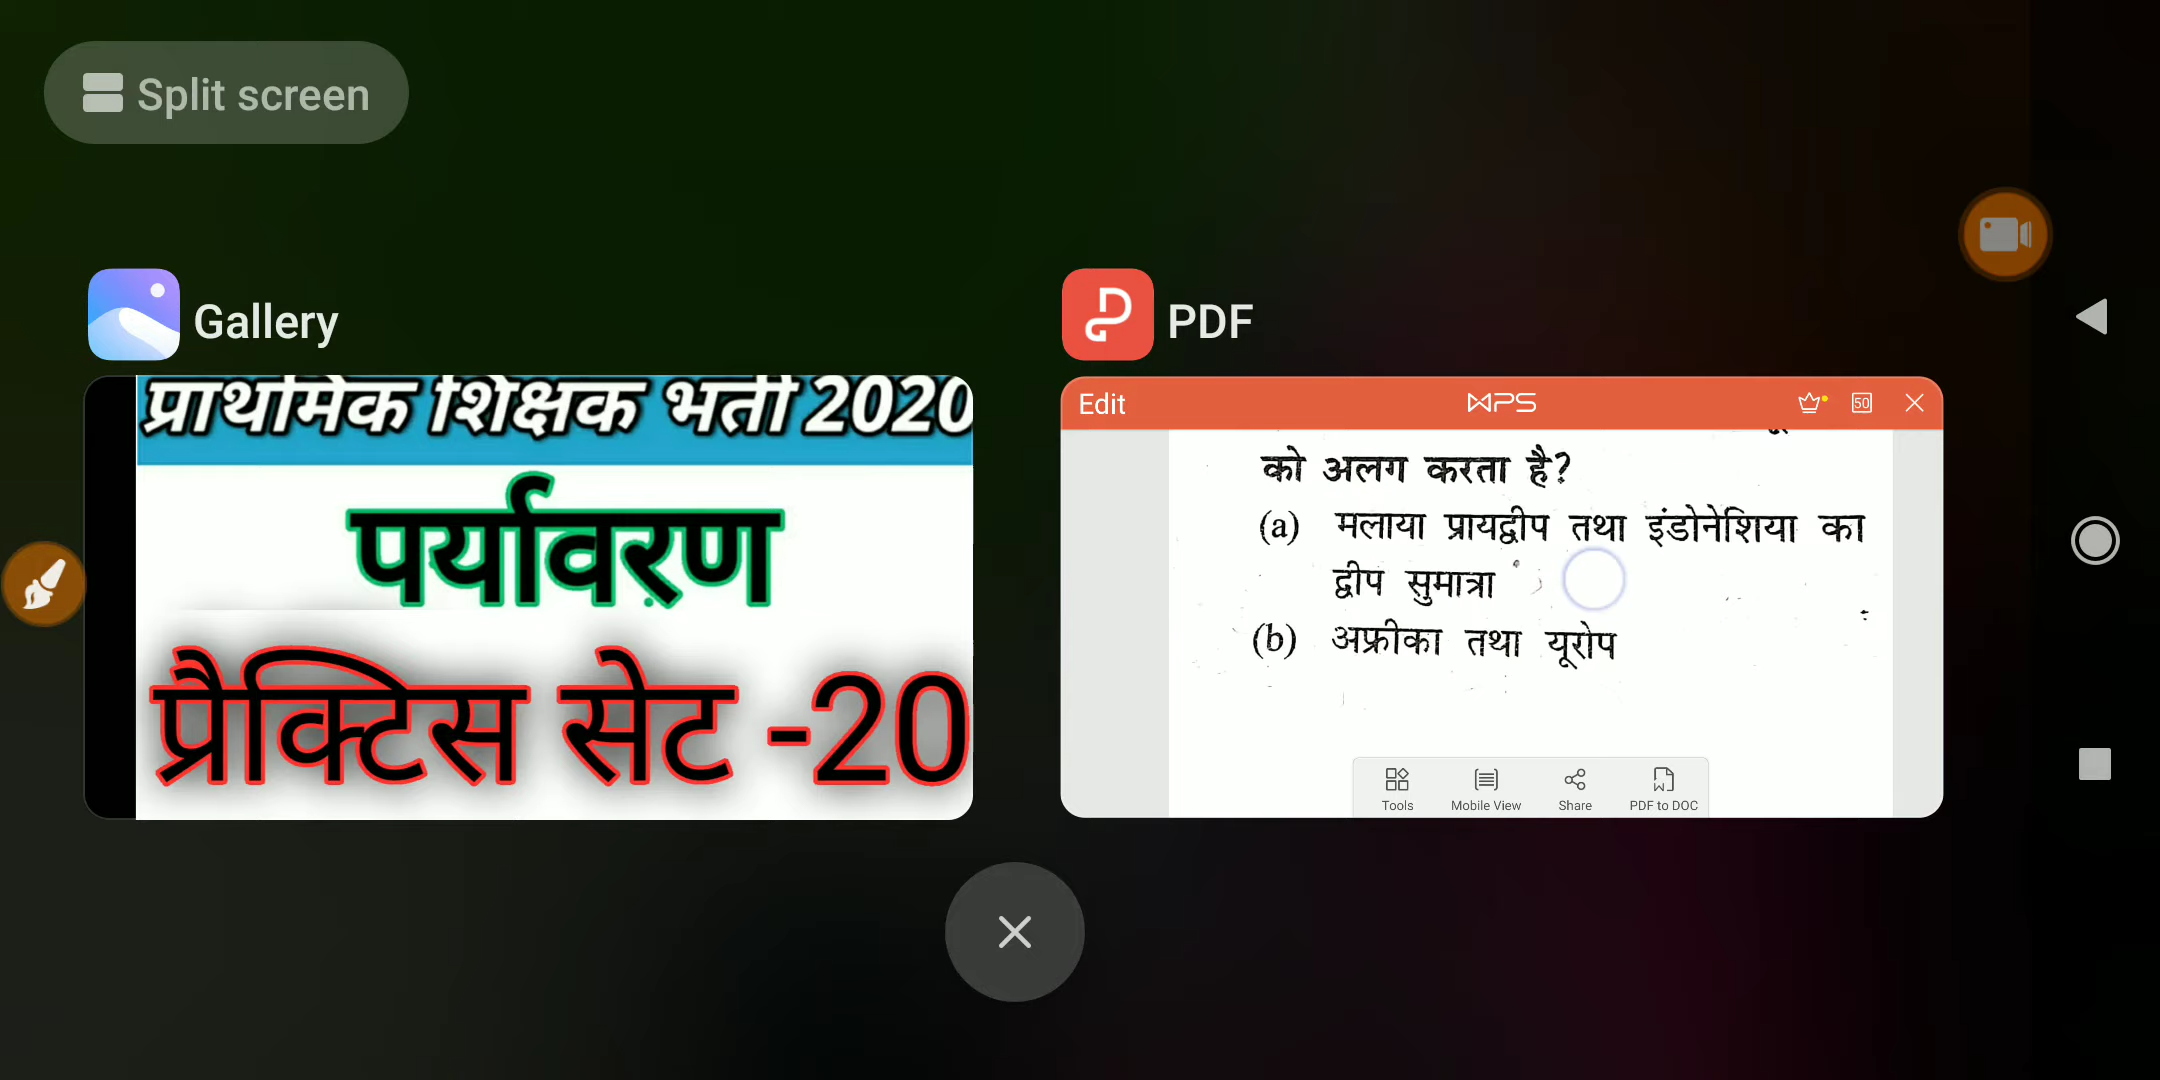 Split screen
Gallery
प्राथमिक शिक्षक भर्ती 2020
पर्यावरण
प्रैक्टिस सेट -20
PDF
Edit
WPS
50
को अलग करता है?
(a) मलाया प्रायद्वीप तथा इंडोनेशिया का
द्वीप सुमात्रा
(b) अफ्रीका तथा यूरोप
Tools
Mobile View
Share
PDF to DOC